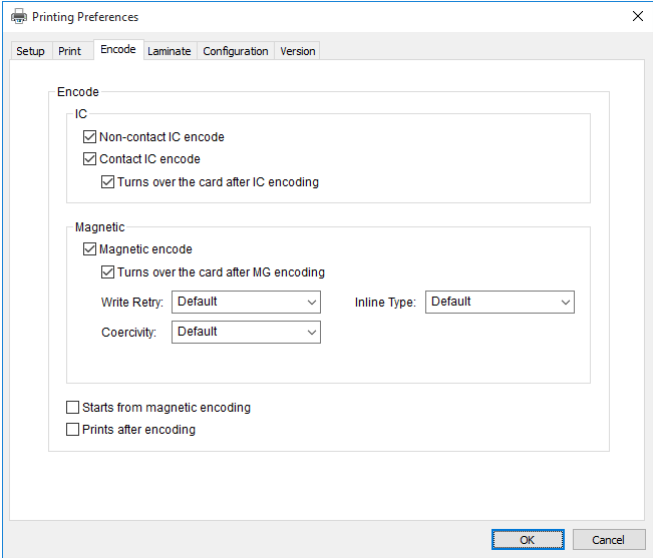 Printing Preferences
Setup Print Encode Laminate Configuration Version
Encode
IC
Non-contact IC encode
Contact IC encode
Turns over the card after IC encoding
Magnetic
Magnetic encode
Turns over the card after MG encoding
Write Retry: Default Inline Type: Default
Coercivity: Default
Starts from magnetic encoding
Prints after encoding
OK Cancel